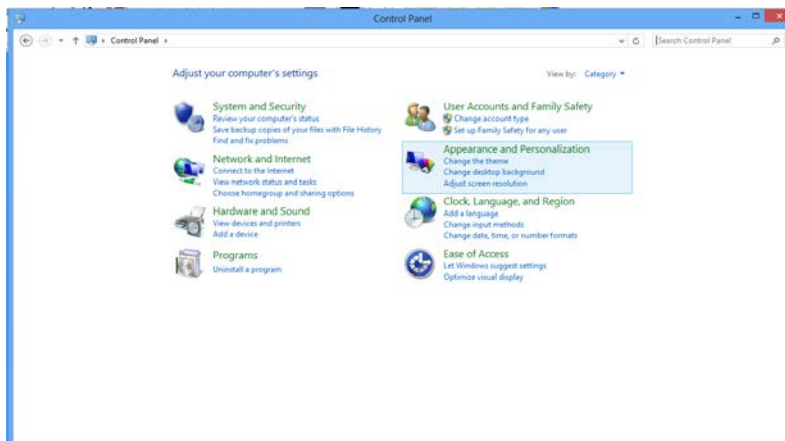 Control Panel
Control Panel
Search Control Panel
Adjust your computer's settings
View by: Category
System and Security
Review your computer's status
Save backup copies of your files with File History
Find and fix problems
Network and Internet
Connect to the Internet
View network status and tasks
Choose homegroup and sharing options
Hardware and Sound
View devices and printers
Add a device
Programs
Uninstall a program
User Accounts and Family Safety
Change account type
Set up Family Safety for any user
Appearance and Personalization
Change the theme
Change desktop background
Adjust screen resolution
Clock, Language, and Region
Add a language
Change input methods
Change date, time, or number formats
Ease of Access
Let Windows suggest settings
Optimize visual display